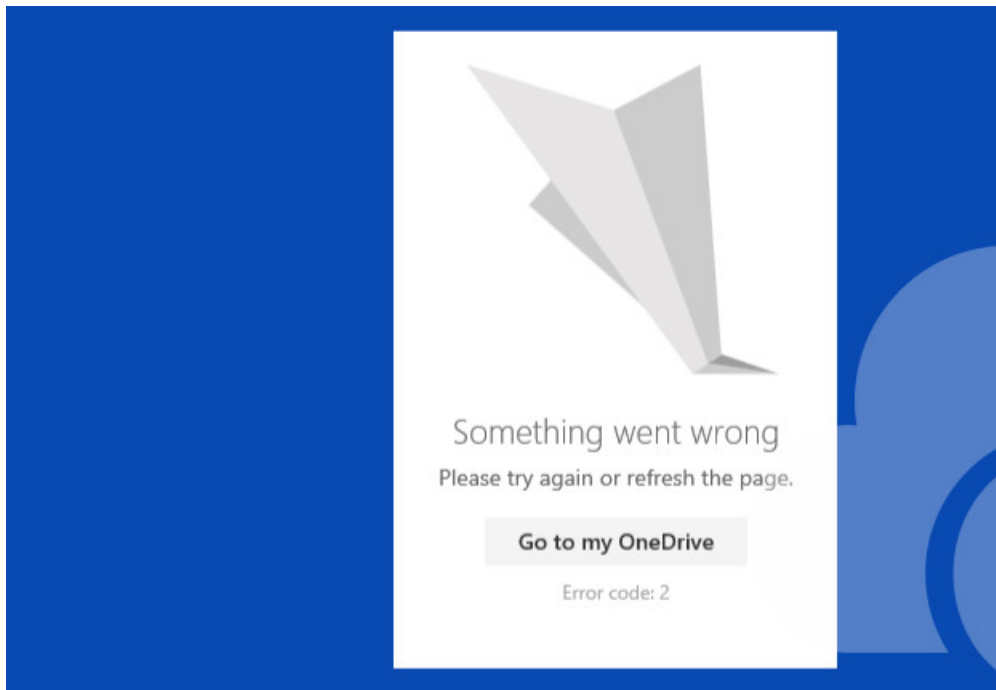 Something went wrong
Please try again or refresh the page.
Go to my OneDrive
Error code: 2